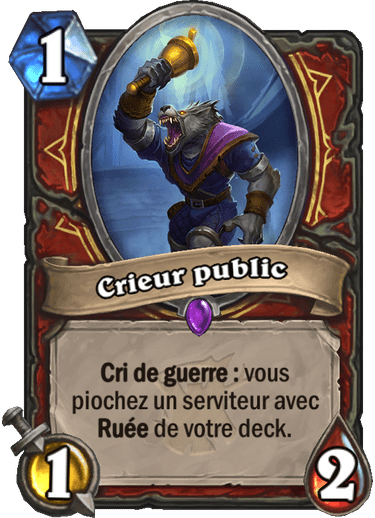 1
Crieur public
Cri de guerre : vous
piochez un serviteur avec
Ruée de votre deck.
1
2